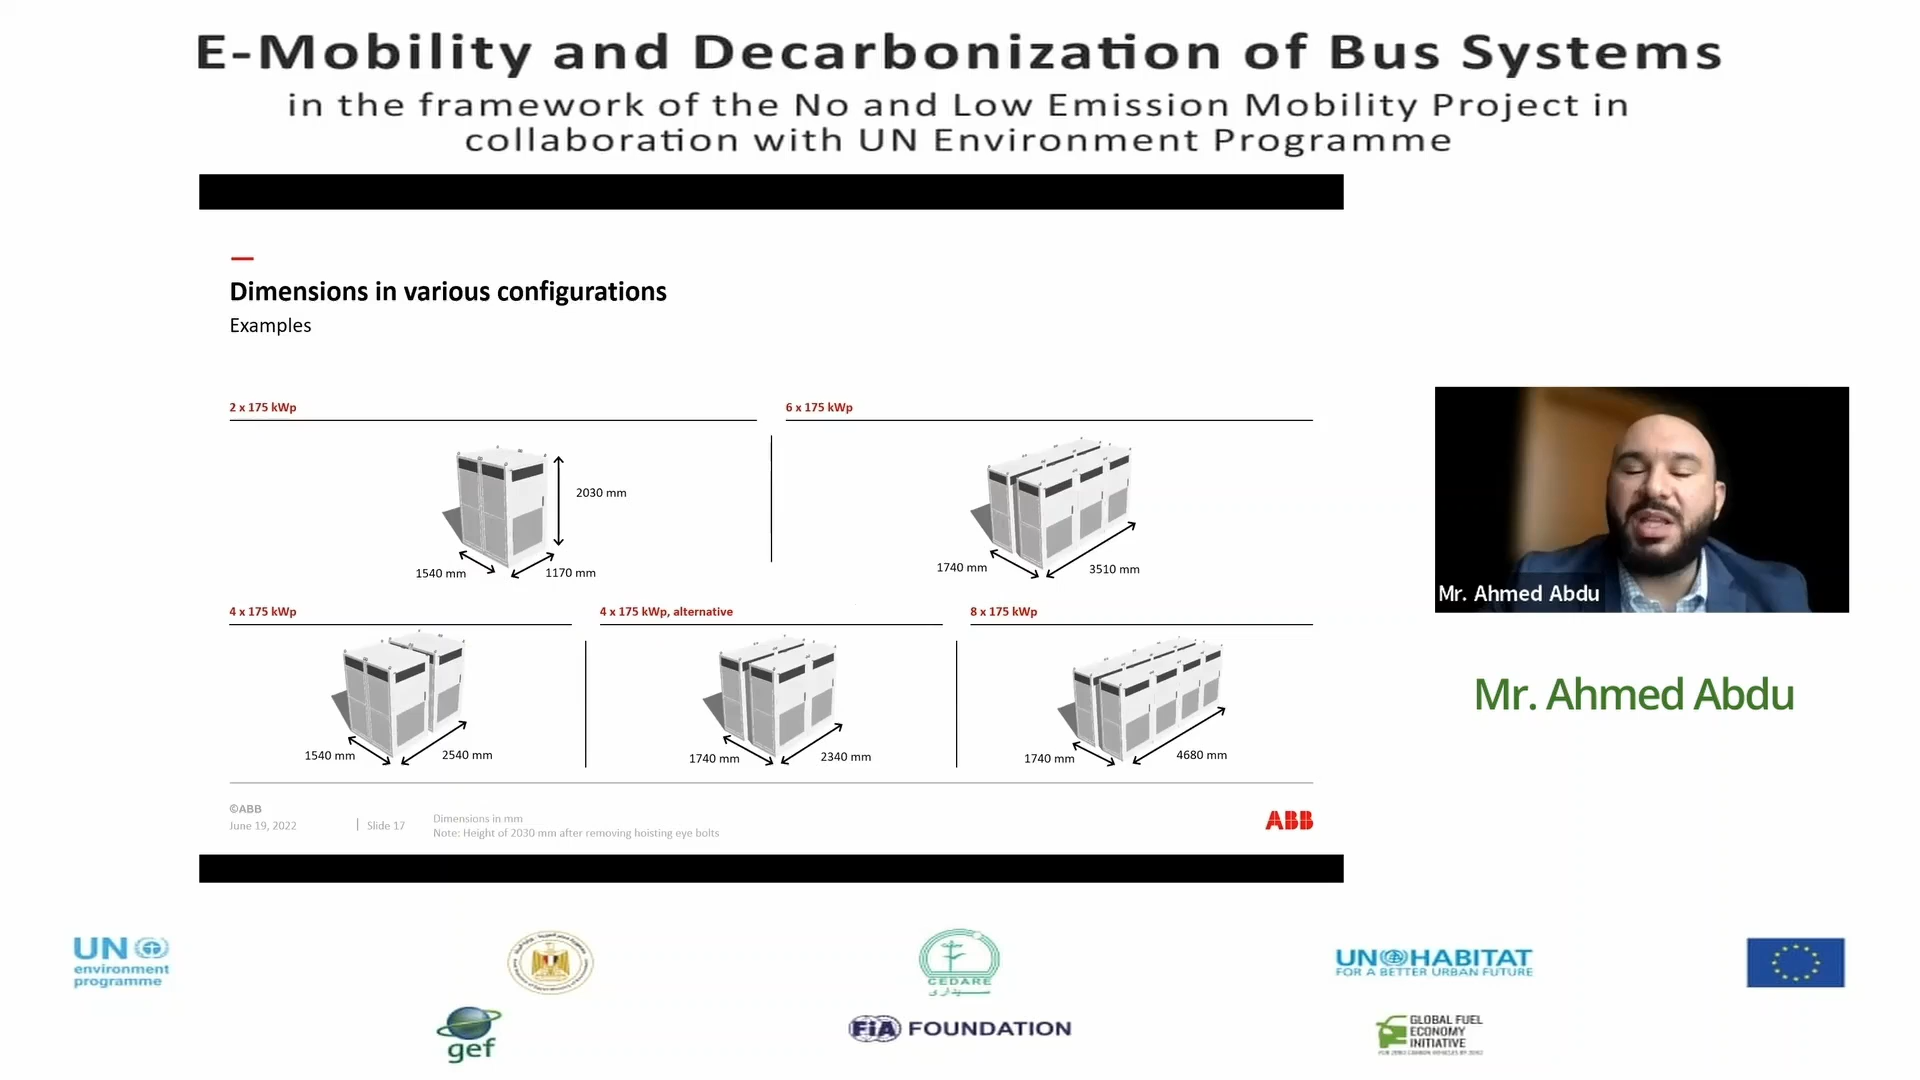 E-Mobility and Decarbonization of Bus Systems
in the framework of the No and Low Emission Mobility Project in
collaboration with UN Environment Programme
Dimensions in various configurations
Examples
2 x 175 kWp
2030 mm
1540 mm
1170 mm
6 x 175 kWp
1740 mm
3510 mm
4 x 175 kWp
1540 mm
2540 mm
4 x 175 kWp, alternative
1740 mm
2340 mm
8 x 175 kWp
1740 mm
4680 mm
©ABB
June 19, 2022
Slide 17
Dimensions in mm
Note: Height of 2030 mm after removing hoisting eye bolts
ABB
Mr. Ahmed Abdu
Mr. Ahmed Abdu
UN
environment
programme
CEDARE
سيداري
UN HABITAT
FOR A BETTER URBAN FUTURE
gef
FiA FOUNDATION
GLOBAL FUEL
ECONOMY
INITIATIVE